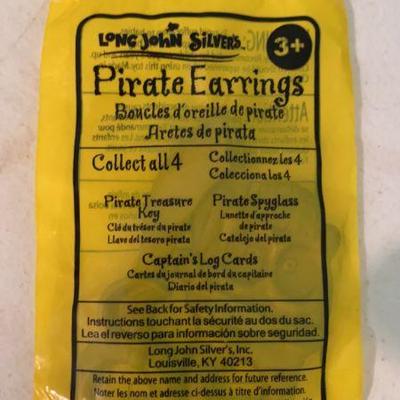 LONG JOHN SILVER'S
3+
Pirate Earrings
Boucles d'oreille de pirate
Aretes de pirata
Collect all 4
Collectionnez les 4
Colecciona los 4
Pirate Treasure
Key
Clé du trésor du pirate
Llave del tesoro pirata
Pirate Spyglass
Lunette d'approche
de pirate
Catalejo del pirata
Captain's Log Cards
Cartes du journal de bord du capitaine
Diario del pirata
See Back for Safety Information.
Instructions touchant la sécurité au dos du sac.
Lea el reverso para información sobre seguridad.
Long John Silver's, Inc.
Louisville, KY 40213
Retain the above name and address for future reference.
Noter les nom et adresse ci-dessus à titre d'information.